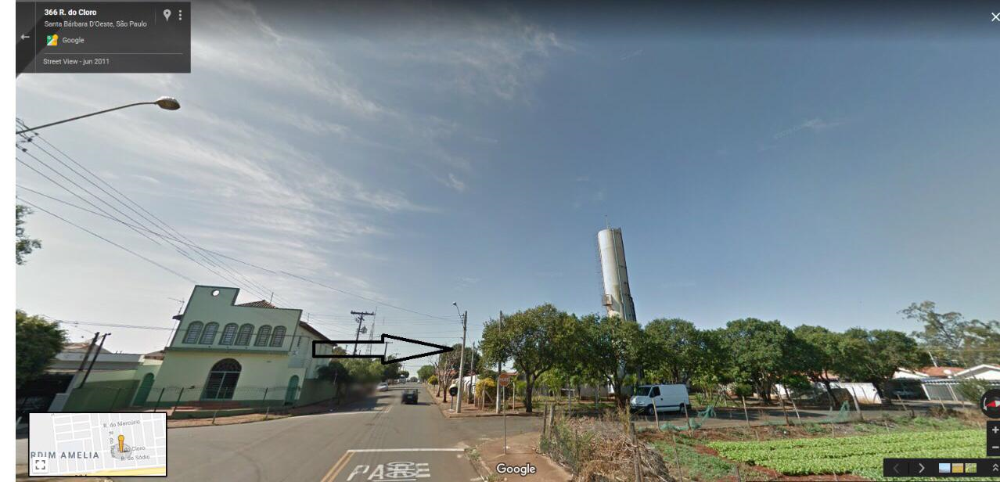 366 R. do Cloro
Santa Bárbara D'Oeste, São Paulo
Google
Street View - jun 2011
R. do Mercúrio
RDIM AMELIA
do Cloro
R. do Sódio
Google